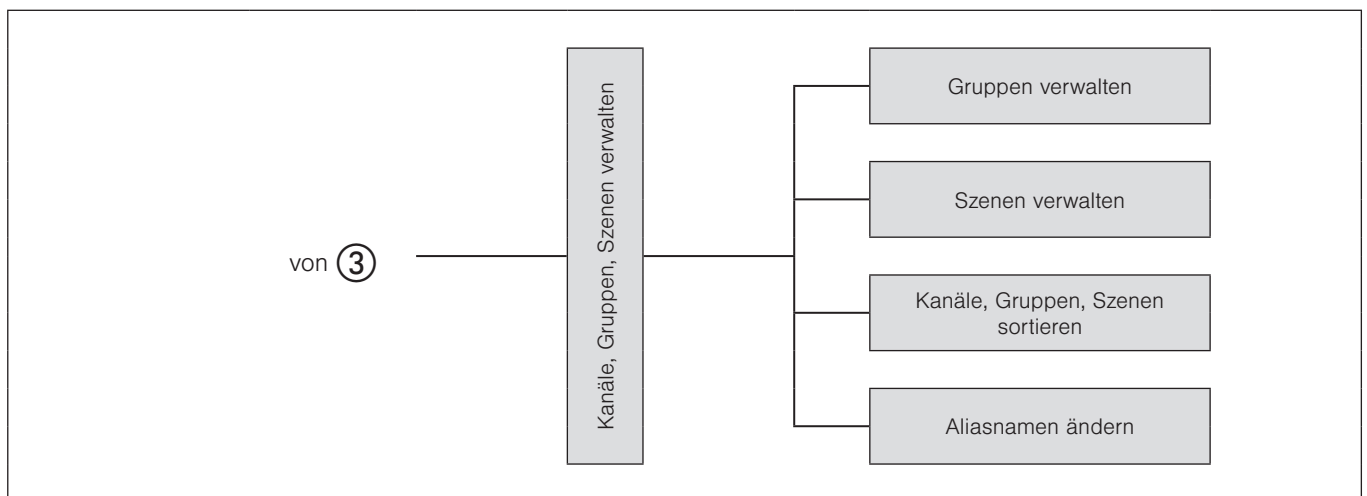 von ③
Kanäle, Gruppen, Szenen verwalten
Gruppen verwalten
Szenen verwalten
Kanäle, Gruppen, Szenen
sortieren
Aliasnamen ändern